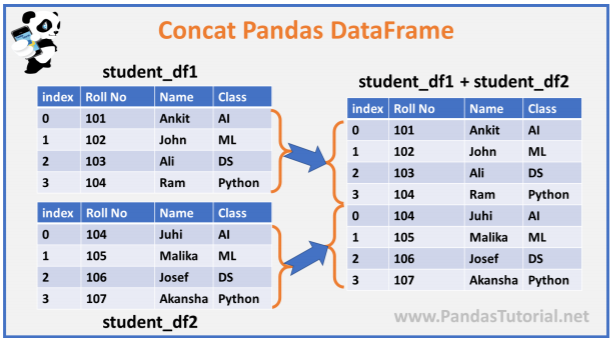 Concat Pandas DataFrame
student_df1
index Roll No Name Class
0 101 Ankit AI
1 102 John ML
2 103 Ali DS
3 104 Ram Python
index Roll No Name Class
0 104 Juhi AI
1 105 Malika ML
2 106 Josef DS
3 107 Akansha Python
student_df2
student_df1 + student_df2
index Roll No Name Class
0 101 Ankit AI
1 102 John ML
2 103 Ali DS
3 104 Ram Python
0 104 Juhi AI
1 105 Malika ML
2 106 Josef DS
3 107 Akansha Python
www.PandasTutorial.net